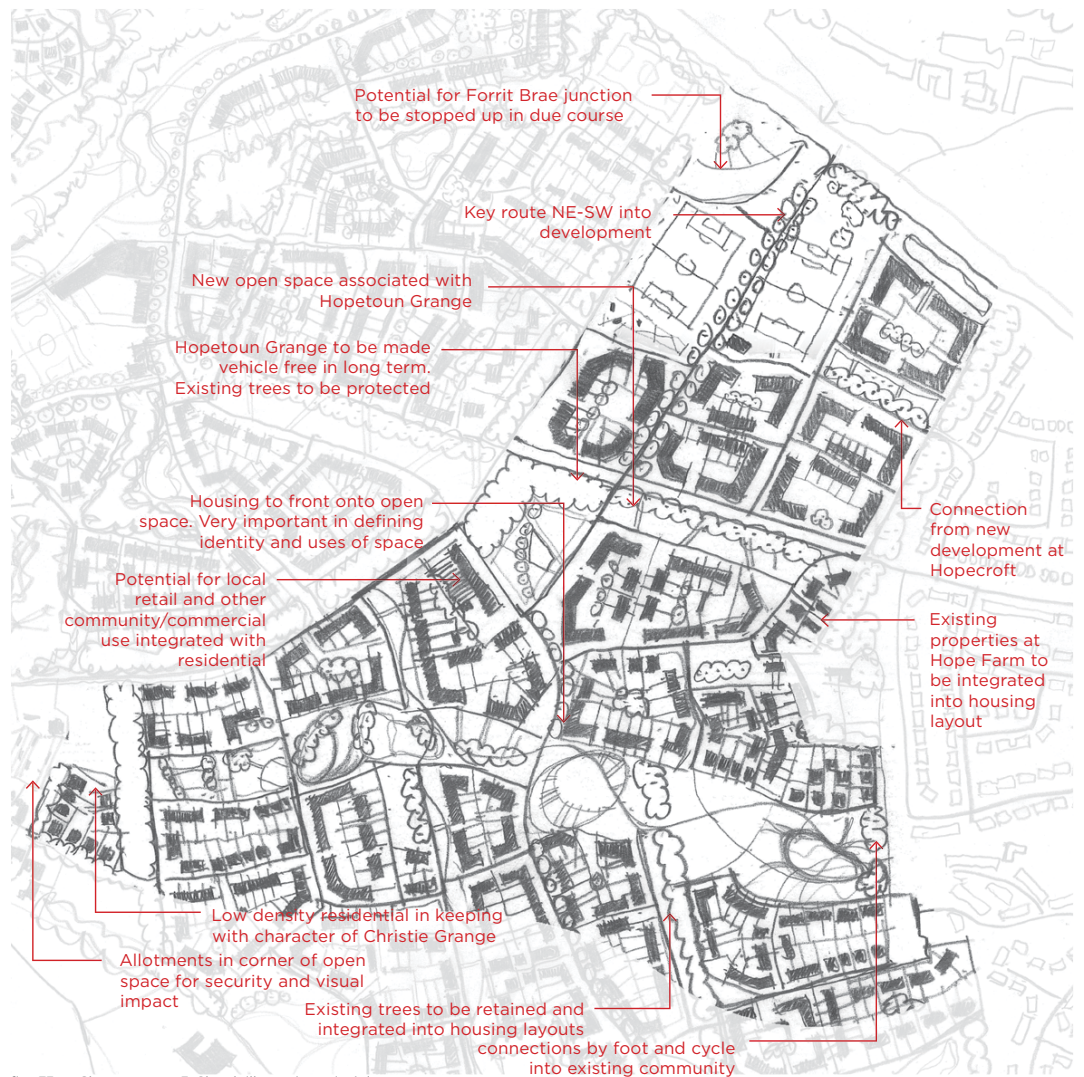 Potential for Forrit Brae junction
to be stopped up in due course
Key route NE-SW into
development
New open space associated with
Hopetoun Grange
Hopetoun Grange to be made
vehicle free in long term.
Existing trees to be protected
Housing to front onto open
space. Very important in defining
identity and uses of space
Connection
from new
development at
Hopecroft
Potential for local
retail and other
community/commercial
use integrated with
residential
Existing
properties at
Hope Farm to
be integrated
into housing
layout
Low density residential in keeping
with character of Christie Grange
Allotments in corner of open
space for security and visual
impact
Existing trees to be retained and
integrated into housing layouts
connections by foot and cycle
into existing community